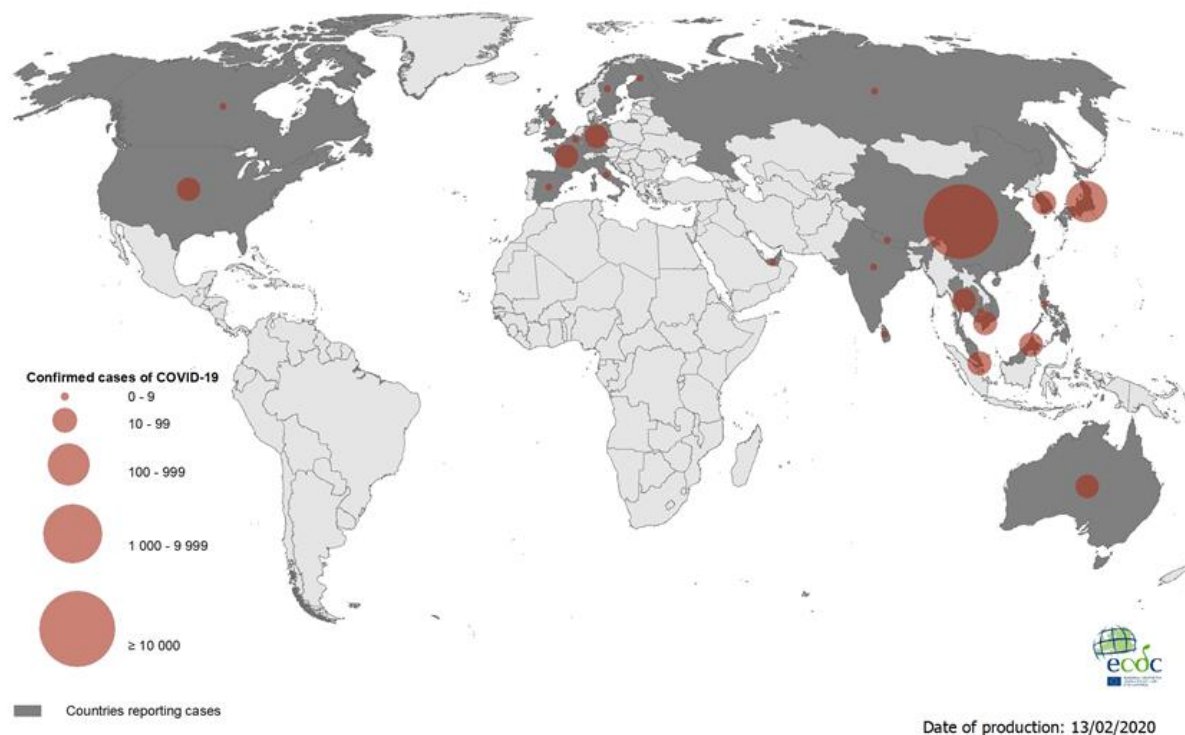 Confirmed cases of COVID-19
0 - 9
10 - 99
100 - 999
1 000 - 9 999
≥ 10 000
Countries reporting cases
ecdc
Date of production: 13/02/2020